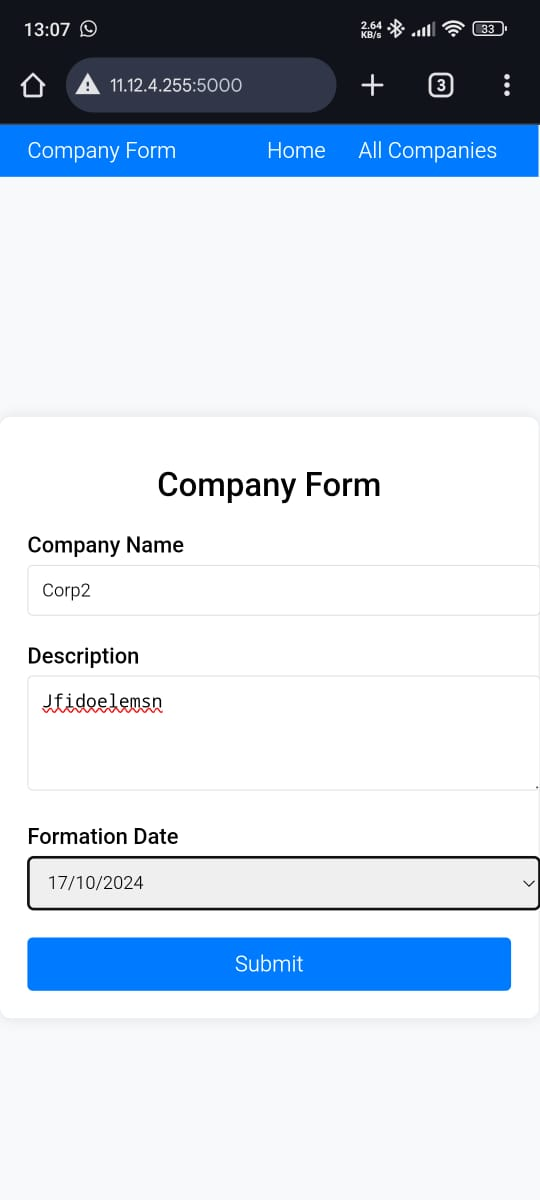 13:07
2.64
KB/s
33
11.12.4.255:5000
3
Company Form Home All Companies
Company Form
Company Name
Corp2
Description
Jfidoelemsn
Formation Date
17/10/2024
Submit